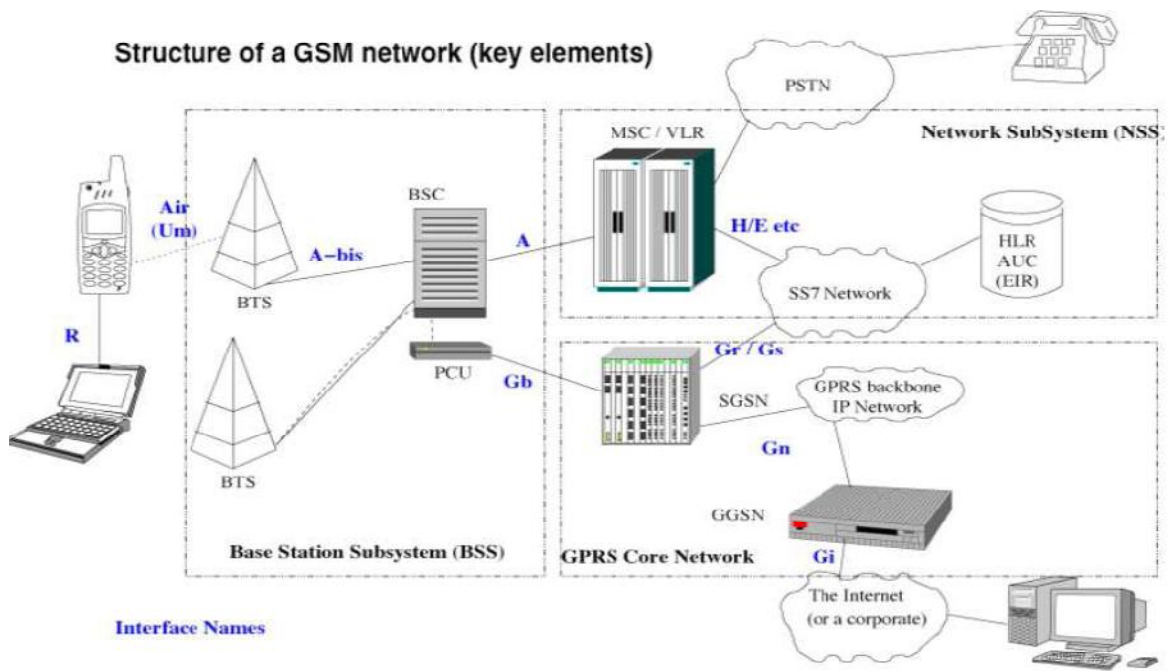 Structure of a GSM network (key elements)
PSTN
Network SubSystem (NSS)
MSC / VLR
BSC
Air
(Um)
A-bis
A
H/E etc
HLR
AUC
(EIR)
BTS
SS7 Network
R
Gr / Gs
PCU
Gb
SGSN
GPRS backbone
IP Network
Gn
BTS
GGSN
Base Station Subsystem (BSS)
GPRS Core Network
Gi
The Internet
(or a corporate)
Interface Names